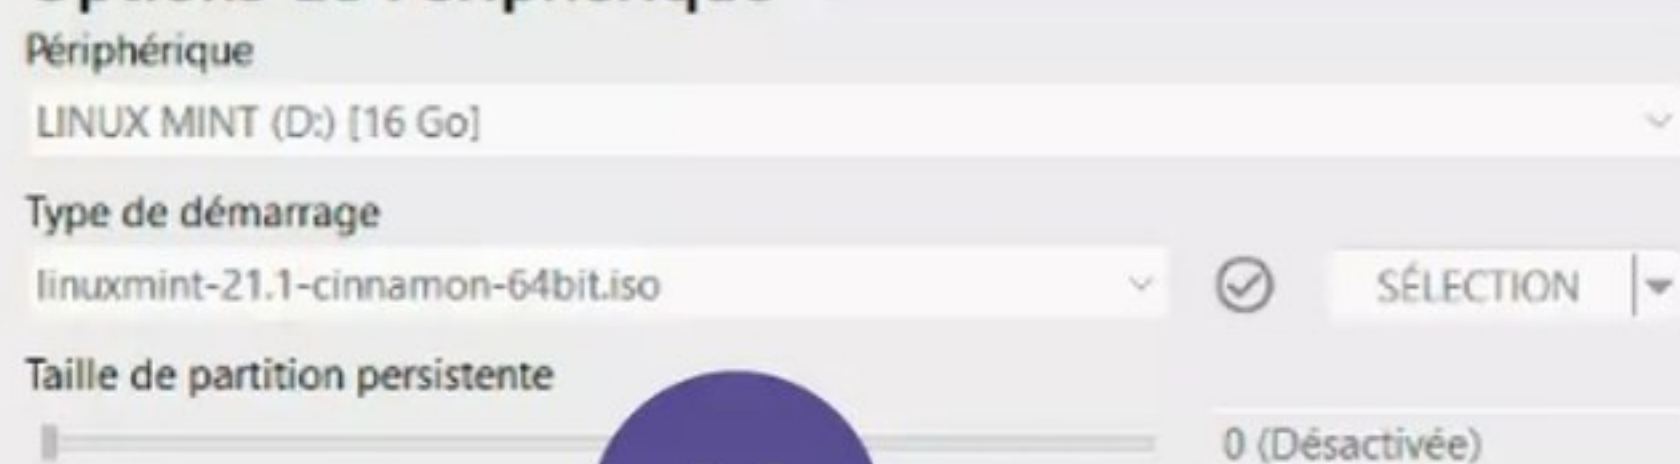 Périphérique
LINUX MINT (D:) [16 Go]
Type de démarrage
linuxmint-21.1-cinnamon-64bit.iso
SÉLECTION
Taille de partition persistente
0 (Désactivée)